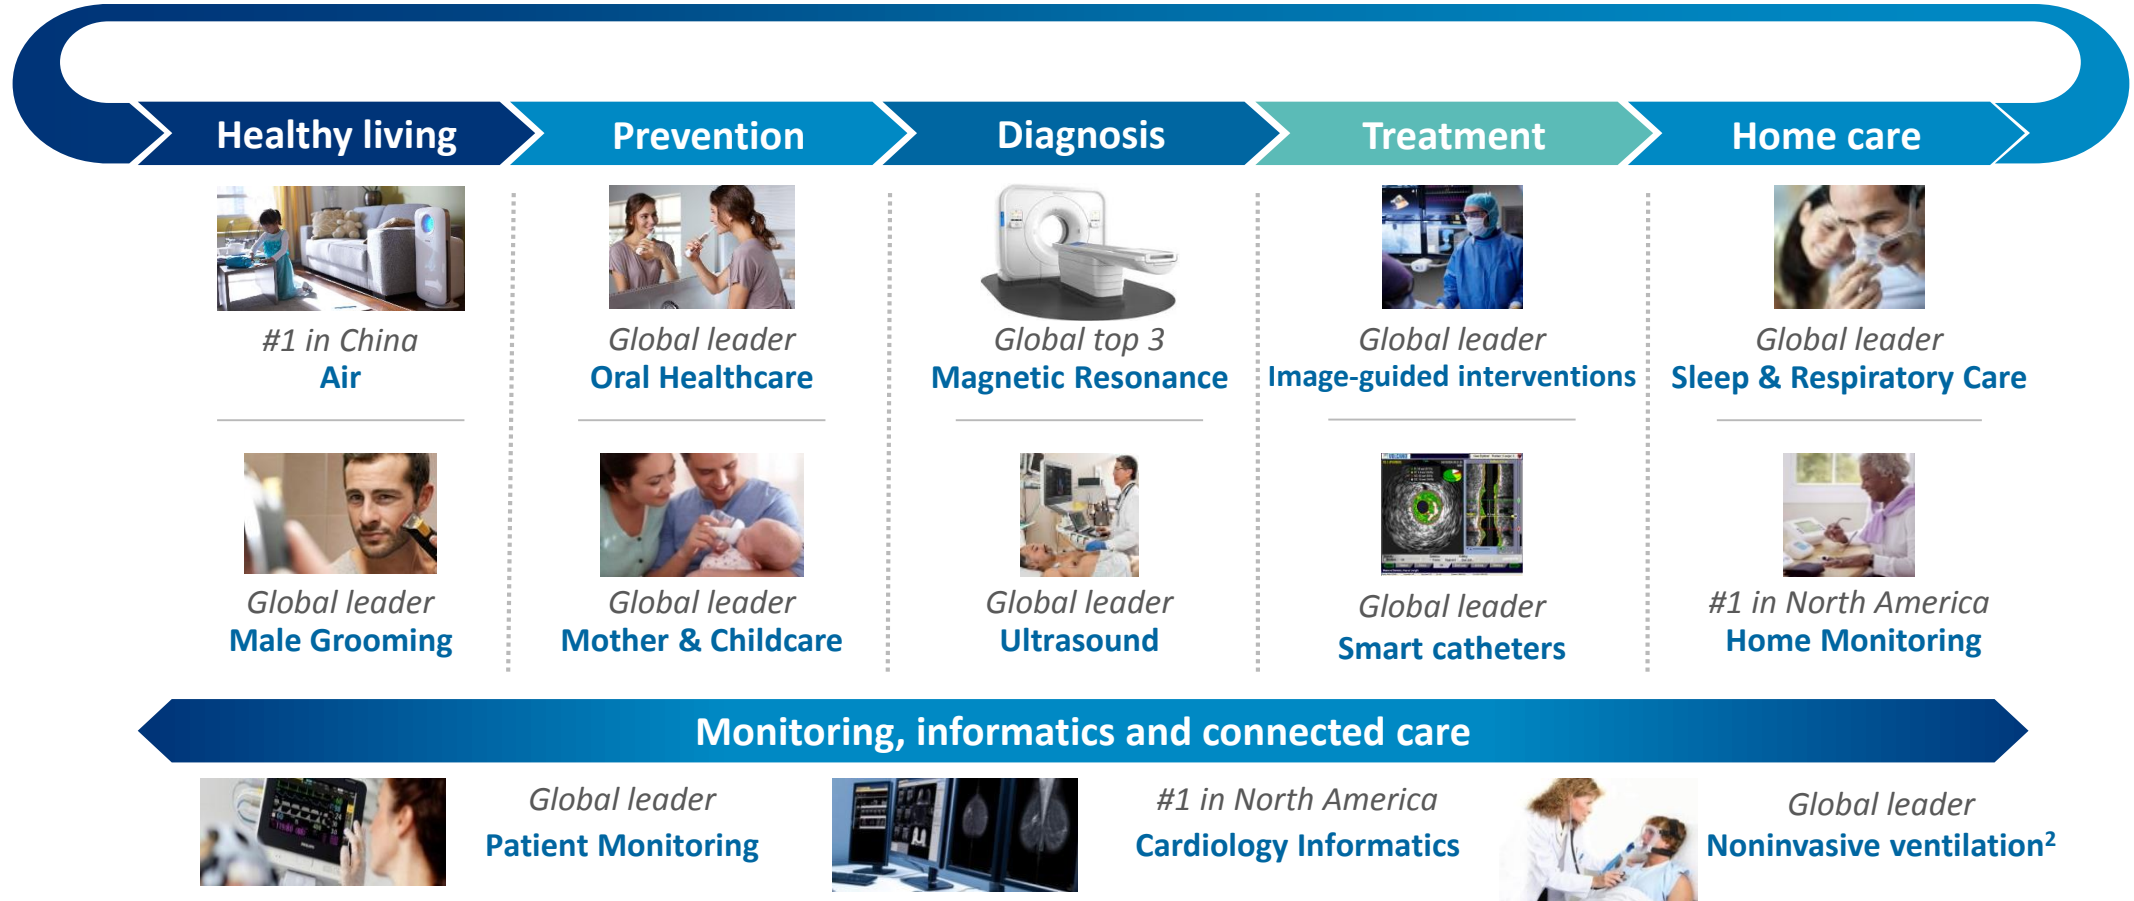 Healthy living
Prevention
Diagnosis
Treatment
Home care
#1 in China
Air
Global leader
Oral Healthcare
Global top 3
Magnetic Resonance
Global leader
Image-guided interventions
Global leader
Sleep & Respiratory Care
Global leader
Male Grooming
Global leader
Mother & Childcare
Global leader
Ultrasound
Global leader
Smart catheters
#1 in North America
Home Monitoring
Monitoring, informatics and connected care
Global leader
Patient Monitoring
#1 in North America
Cardiology Informatics
Global leader
Noninvasive ventilation²